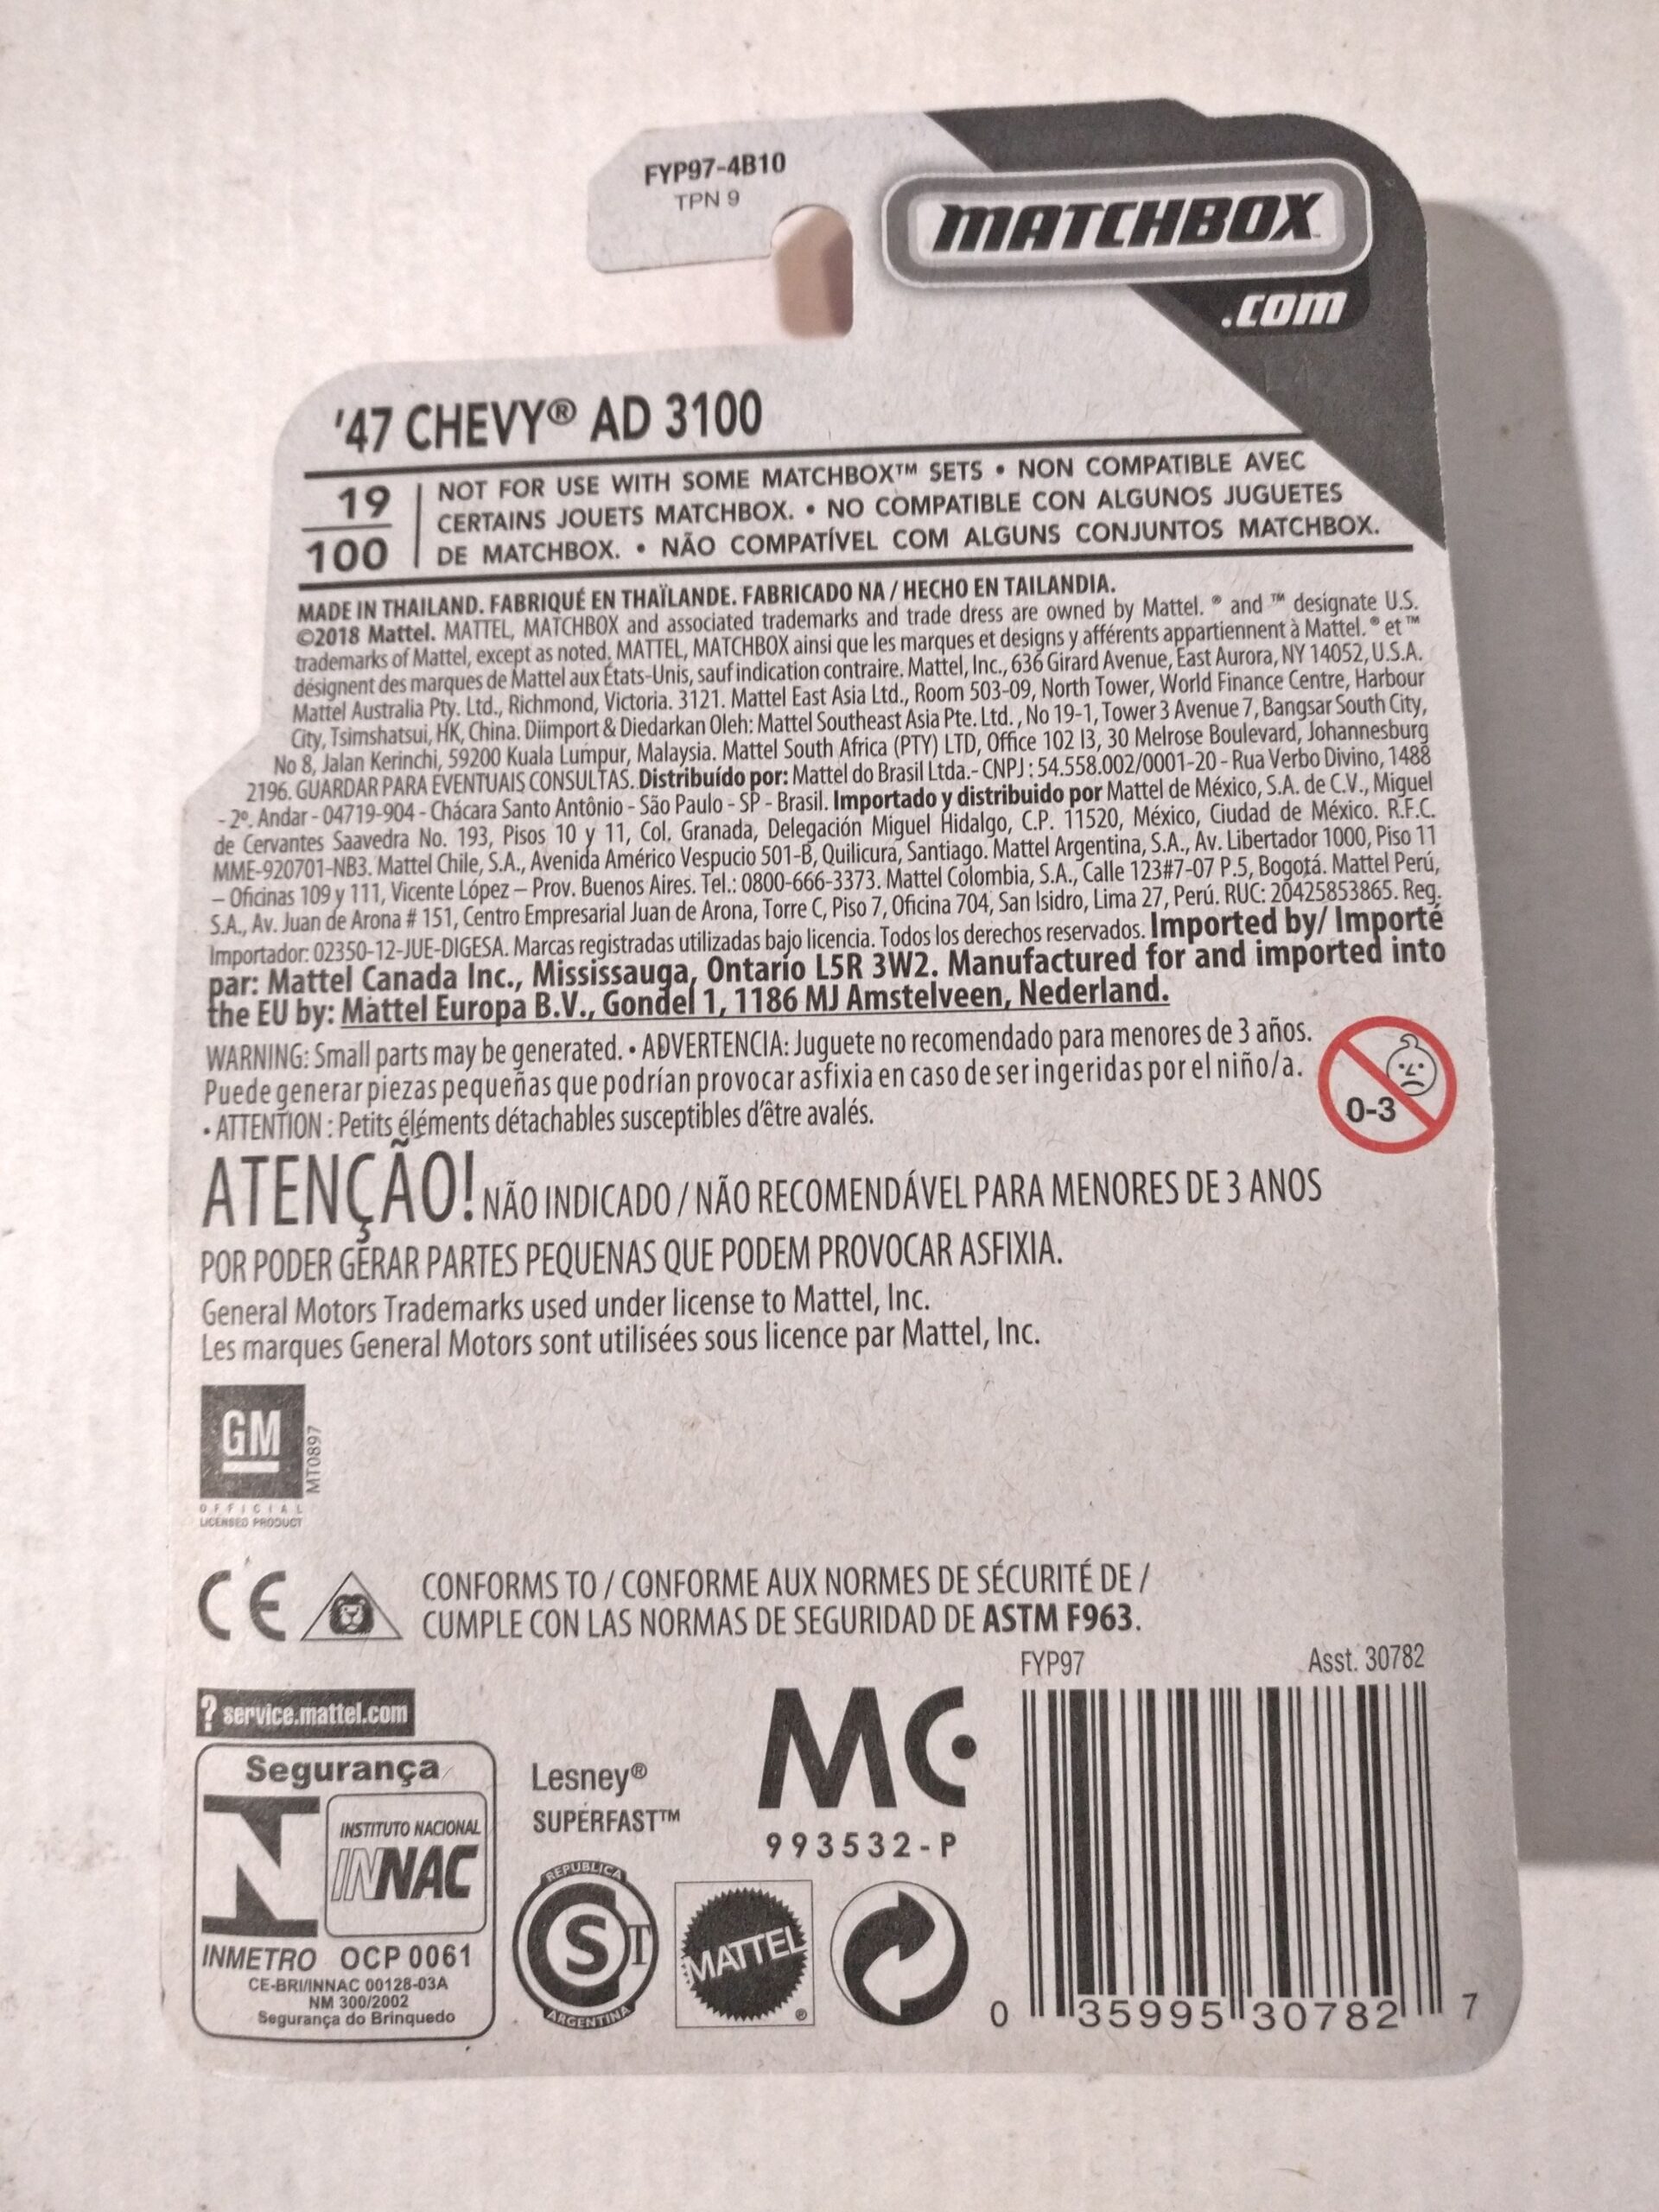 FYP97-4B10
TPN 9
MATCHBOX
.com
'47 CHEVY® AD 3100
19
100
NOT FOR USE WITH SOME MATCHBOX™ SETS • NON COMPATIBLE AVEC
CERTAINS JOUETS MATCHBOX. • NO COMPATIBLE CON ALGUNOS JUGUETES
DE MATCHBOX. • NÃO COMPATÍVEL COM ALGUNS CONJUNTOS MATCHBOX.
MADE IN THAILAND. FABRIQUÉ EN THAÏLANDE. FABRICADO NA / HECHO EN TAILANDIA.
©2018 Mattel. MATTEL, MATCHBOX and associated trademarks and trade dress are owned by Mattel. ® and ™ designate U.S.
trademarks of Mattel, except as noted. MATTEL, MATCHBOX ainsi que les marques et designs y afférents appartiennent à Mattel. ® et ™
désignent des marques de Mattel aux États-Unis, sauf indication contraire. Mattel, Inc., 636 Girard Avenue, East Aurora, NY 14052, U.S.A.
Mattel Australia Pty. Ltd., Richmond, Victoria. 3121. Mattel East Asia Ltd., Room 503-09, North Tower, World Finance Centre, Harbour
City, Tsimshatsui, HK, China. Diimport & Diedarkan Oleh: Mattel Southeast Asia Pte. Ltd. , No 19-1, Tower 3 Avenue 7, Bangsar South City,
No 8, Jalan Kerinchi, 59200 Kuala Lumpur, Malaysia. Mattel South Africa (PTY) LTD, Office 102 I3, 30 Melrose Boulevard, Johannesburg
2196. GUARDAR PARA EVENTUAIS CONSULTAS. Distribuído por: Mattel do Brasil Ltda.- CNPJ : 54.558.002/0001-20 - Rua Verbo Divino, 1488
- 2º. Andar - 04719-904 - Chácara Santo Antônio - São Paulo - SP - Brasil. Importado y distribuido por Mattel de México, S.A. de C.V., Miguel
de Cervantes Saavedra No. 193, Pisos 10 y 11, Col. Granada, Delegación Miguel Hidalgo, C.P. 11520, México, Ciudad de México. R.F.C.
MME-920701-NB3. Mattel Chile, S.A., Avenida Américo Vespucio 501-B, Quilicura, Santiago. Mattel Argentina, S.A., Av. Libertador 1000, Piso 11
– Oficinas 109 y 111, Vicente López – Prov. Buenos Aires. Tel.: 0800-666-3373. Mattel Colombia, S.A., Calle 123#7-07 P.5, Bogotá. Mattel Perú,
S.A., Av. Juan de Arona # 151, Centro Empresarial Juan de Arona, Torre C, Piso 7, Oficina 704, San Isidro, Lima 27, Perú. RUC: 20425853865. Reg.
Importador: 02350-12-JUE-DIGESA. Marcas registradas utilizadas bajo licencia. Todos los derechos reservados. Imported by/ Importé
par: Mattel Canada Inc., Mississauga, Ontario L5R 3W2. Manufactured for and imported into
the EU by: Mattel Europa B.V., Gondel 1, 1186 MJ Amstelveen, Nederland.
WARNING: Small parts may be generated. • ADVERTENCIA: Juguete no recomendado para menores de 3 años.
Puede generar piezas pequeñas que podrían provocar asfixia en caso de ser ingeridas por el niño/a.
• ATTENTION : Petits éléments détachables susceptibles d'être avalés.
0-3
ATENÇÃO! NÃO INDICADO / NÃO RECOMENDÁVEL PARA MENORES DE 3 ANOS
POR PODER GERAR PARTES PEQUENAS QUE PODEM PROVOCAR ASFIXIA.
General Motors Trademarks used under license to Mattel, Inc.
Les marques General Motors sont utilisées sous licence par Mattel, Inc.
GM
MT0897
OFFICIAL
LICENSED PRODUCT
CE
CONFORMS TO / CONFORME AUX NORMES DE SÉCURITÉ DE /
CUMPLE CON LAS NORMAS DE SEGURIDAD DE ASTM F963.
FYP97
Asst. 30782
? service.mattel.com
Segurança
INSTITUTO NACIONAL
INNAC
INMETRO OCP 0061
CE-BRI/INNAC 00128-03A
NM 300/2002
Segurança do Brinquedo
Lesney®
SUPERFAST™
MC
993532-P
REPUBLICA
CST
ARGENTINA
MATTEL ®
0 35995 30782 7